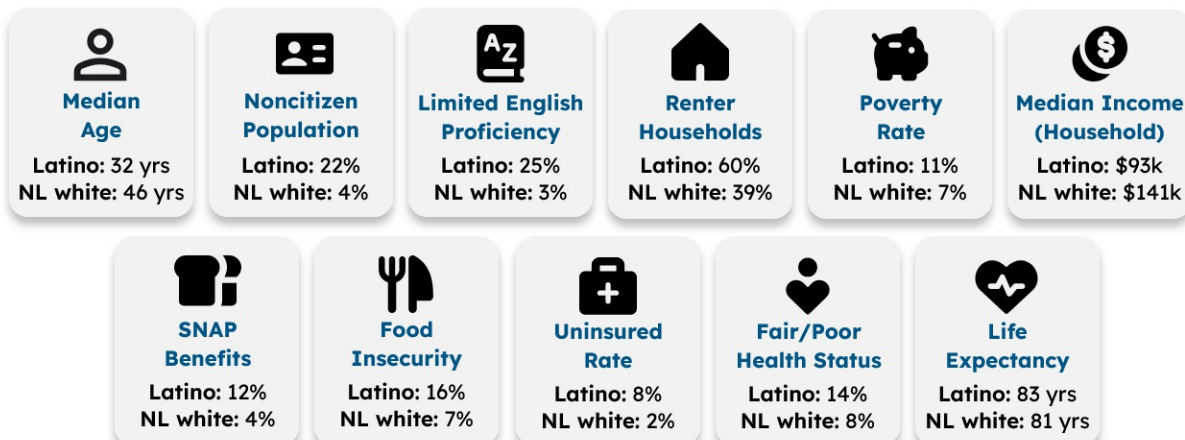 AZ
Median
Age
Latino: 32 yrs
NL white: 46 yrs
Noncitizen
Population
Latino: 22%
NL white: 4%
Limited English
Proficiency
Latino: 25%
NL white: 3%
Renter
Households
Latino: 60%
NL white: 39%
Poverty
Rate
Latino: 11%
NL white: 7%
$
Median Income
(Household)
Latino: $93k
NL white: $141k
SNAP
Benefits
Latino: 12%
NL white: 4%
Food
Insecurity
Latino: 16%
NL white: 7%
Uninsured
Rate
Latino: 8%
NL white: 2%
Fair/Poor
Health Status
Latino: 14%
NL white: 8%
Life
Expectancy
Latino: 83 yrs
NL white: 81 yrs